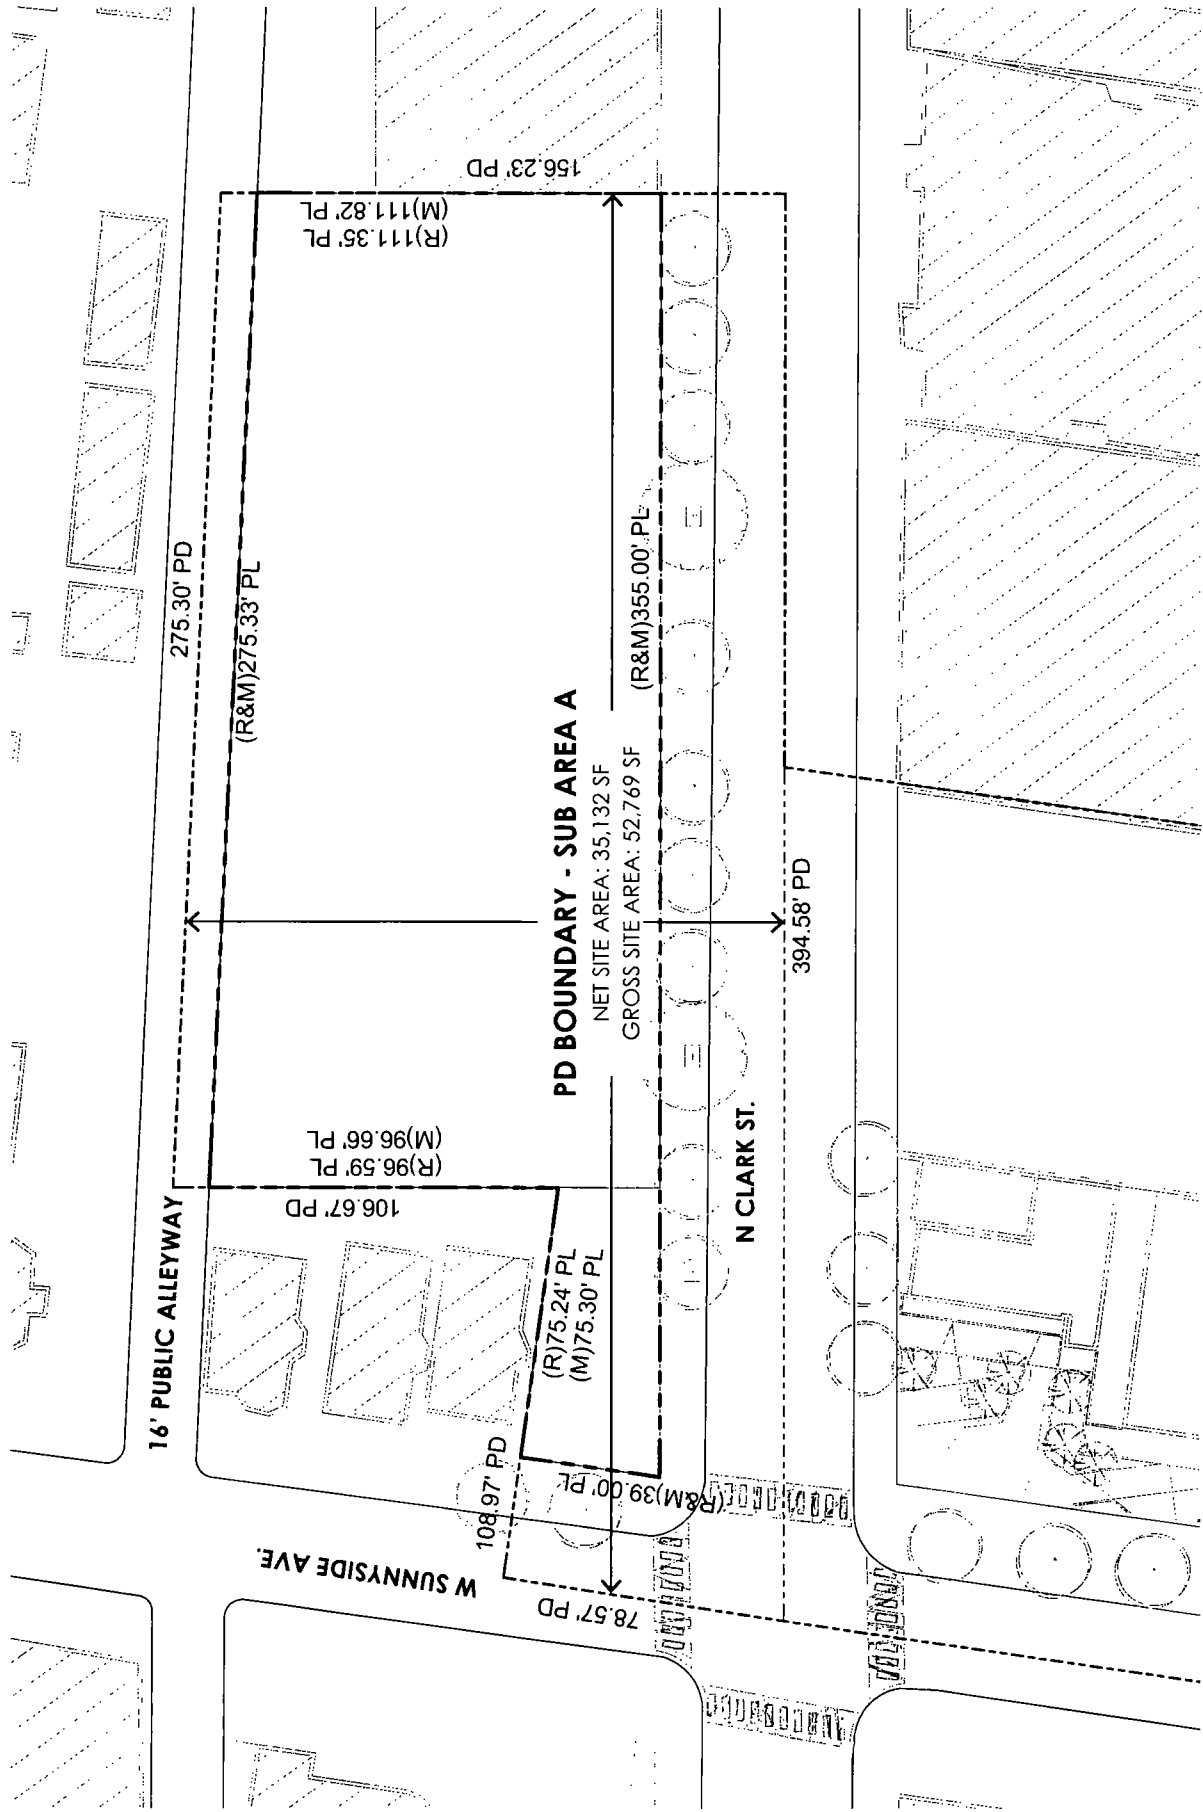 156.23' PD
(R)111.35' PL
(M)111.82' PL
275.30' PD
(R&M)275.33' PL
(R&M)355.00' PL
PD BOUNDARY - SUB AREA A
NET SITE AREA: 35,132 SF
GROSS SITE AREA: 52,769 SF
394.58' PD
(R)96.59' PL
(M)96.66' PL
106.67' PD
16' PUBLIC ALLEYWAY
N CLARK ST.
(R)75.24' PL
(M)75.30' PL
108.97' PD
(R&M)39.00' PL
W SUNNYSIDE AVE.
78.57' PD